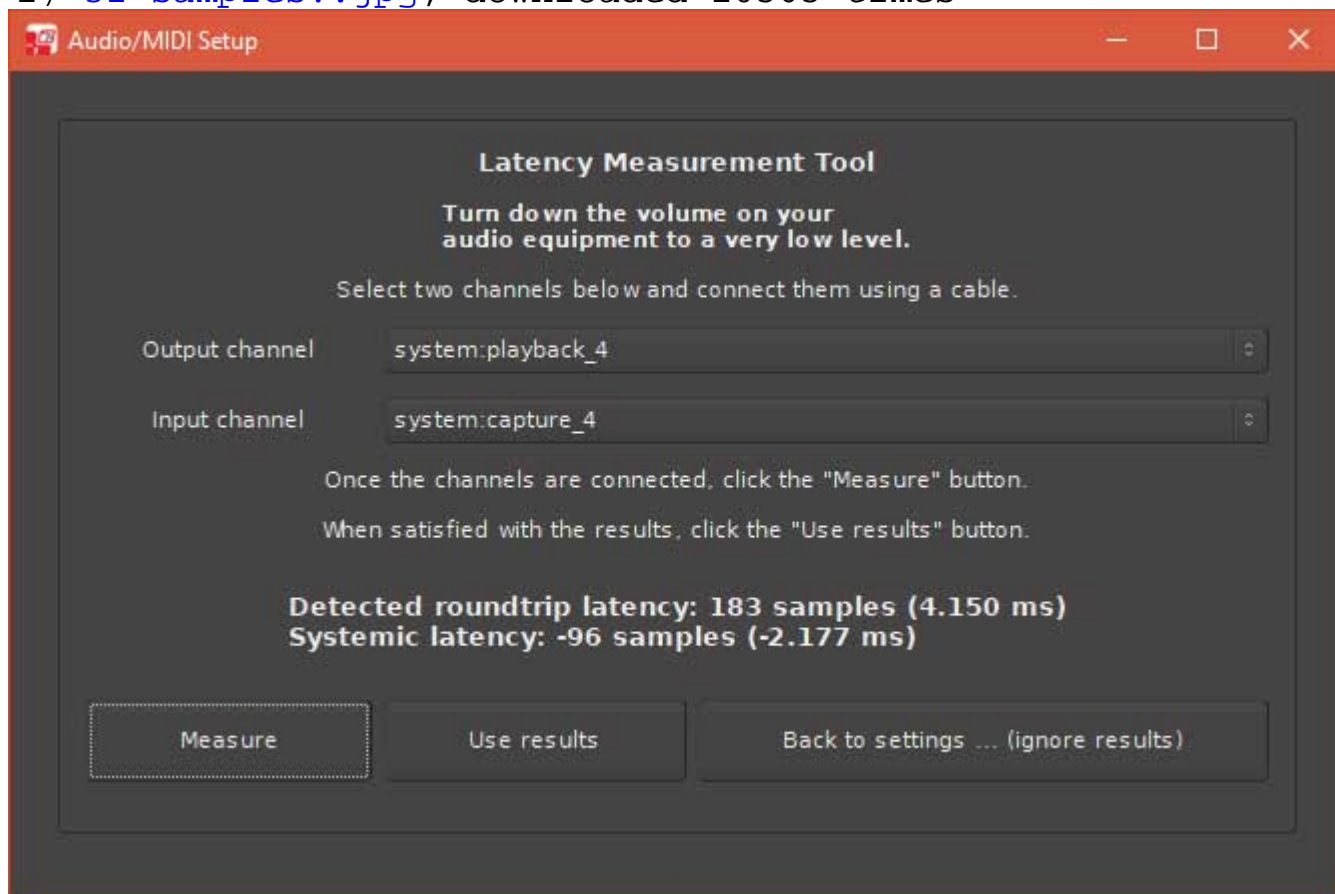 Audio/MIDI Setup
Latency Measurement Tool
Turn down the volume on your
audio equipment to a very low level.
Select two channels below and connect them using a cable.
Output channel system:playback_4
Input channel system:capture_4
Once the channels are connected, click the "Measure" button.
When satisfied with the results, click the "Use results" button.
Detected roundtrip latency: 183 samples (4.150 ms)
Systemic latency: -96 samples (-2.177 ms)
Measure Use results Back to settings ... (ignore results)